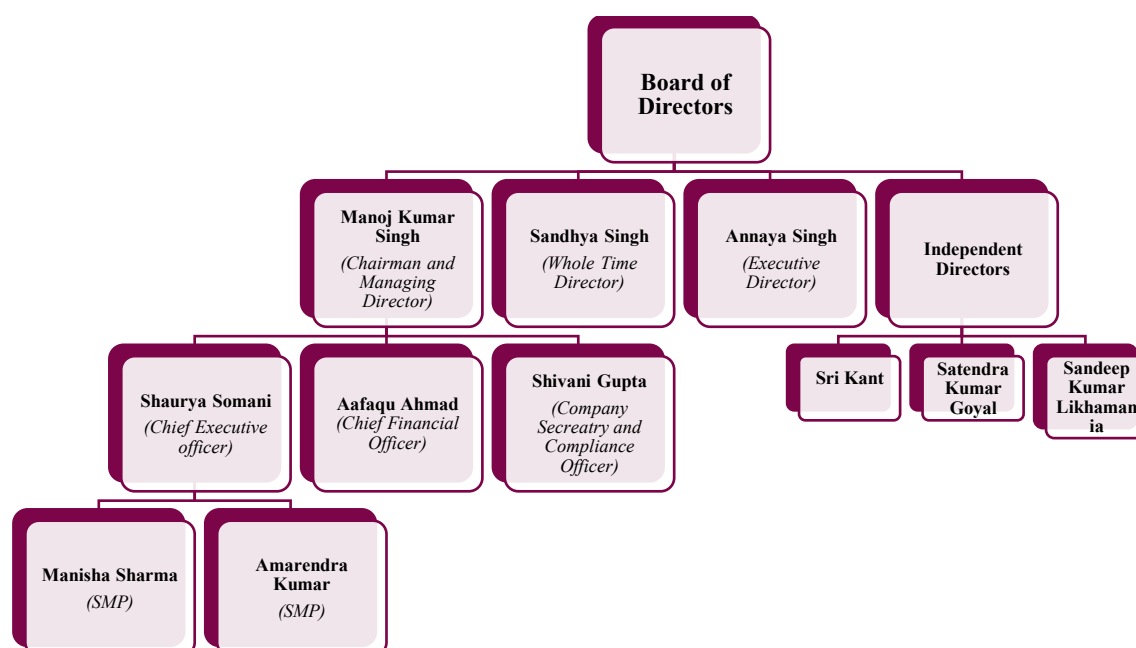 Board of
Directors
Manoj Kumar
Singh
(Chairman and
Managing
Director)
Sandhya Singh
(Whole Time
Director)
Annaya Singh
(Executive
Director)
Independent
Directors
Shaurya Somani
(Chief Executive
officer)
Aafaqu Ahmad
(Chief Financial
Officer)
Shivani Gupta
(Company
Secreatry and
Compliance
Officer)
Sri Kant
Satendra
Kumar
Goyal
Sandeep
Kumar
Likhaman
ia
Manisha Sharma
(SMP)
Amarendra
Kumar
(SMP)